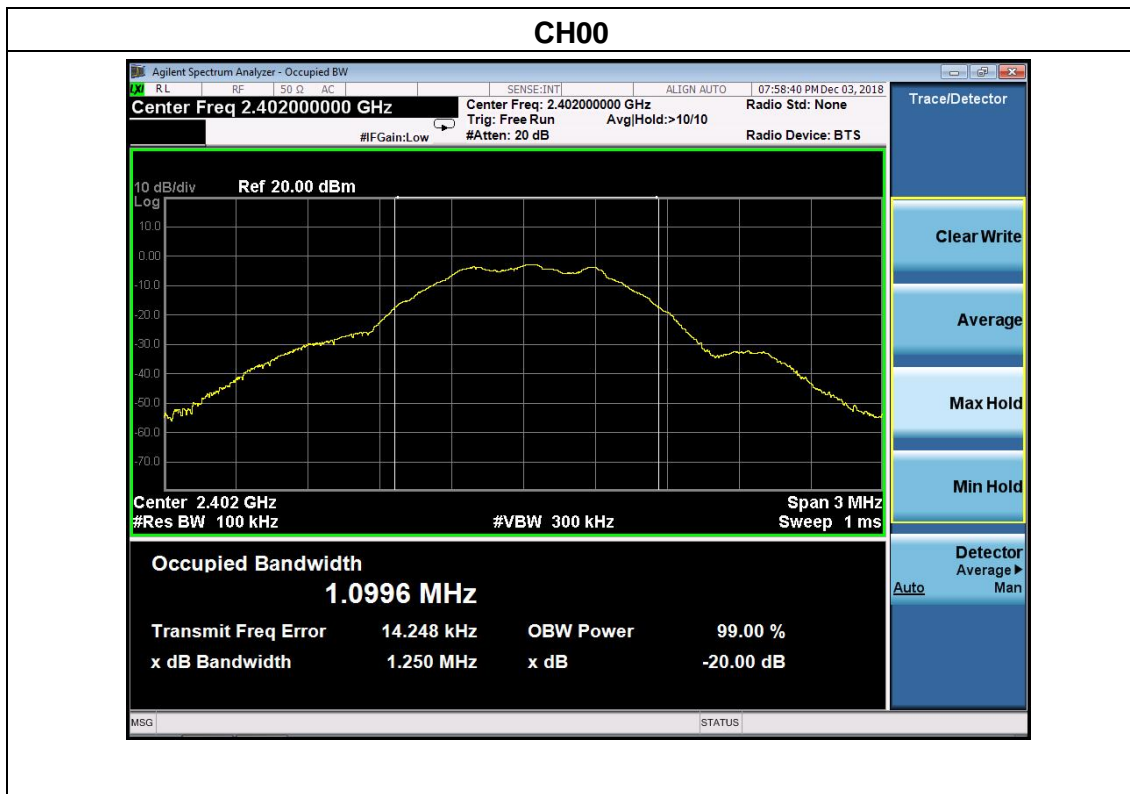 CH00
Agilent Spectrum Analyzer - Occupied BW
LXI RL RF 50 Ω AC SENSE:INT ALIGN AUTO 07:58:40 PM Dec 03, 2018
Center Freq 2.402000000 GHz
Center Freq: 2.402000000 GHz Radio Std: None
Trig: Free Run Avg|Hold:>10/10
#IFGain:Low #Atten: 20 dB Radio Device: BTS
10 dB/div Ref 20.00 dBm
Log
10.0
0.00
-10.0
-20.0
-30.0
-40.0
-50.0
-60.0
-70.0
Center 2.402 GHz Span 3 MHz
#Res BW 100 kHz #VBW 300 kHz Sweep 1 ms
Occupied Bandwidth
1.0996 MHz
Transmit Freq Error 14.248 kHz OBW Power 99.00 %
x dB Bandwidth 1.250 MHz x dB -20.00 dB
MSG STATUS
Trace/Detector
Clear Write
Average
Max Hold
Min Hold
Detector
Average
Auto Man